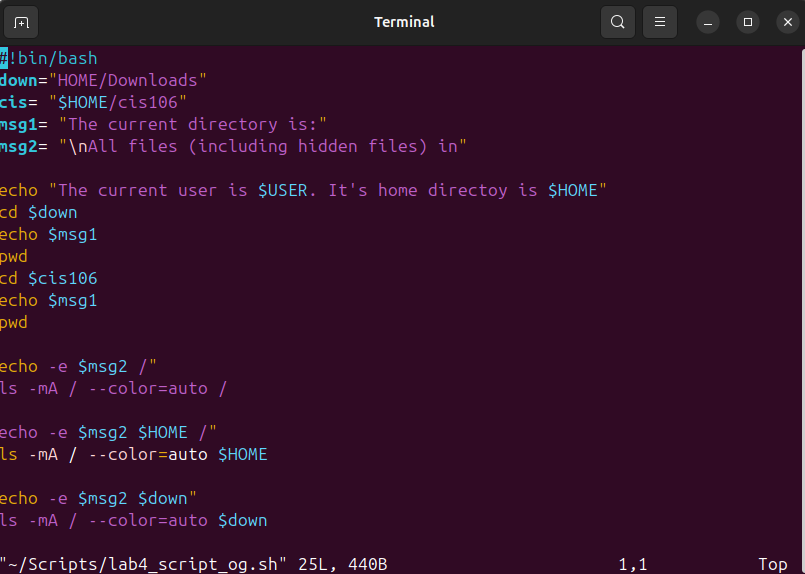 Terminal
#!bin/bash
down="HOME/Downloads"
cis= "$HOME/cis106"
msg1= "The current directory is:"
msg2= "\nAll files (including hidden files) in"
echo "The current user is $USER. It's home directoy is $HOME"
cd $down
echo $msg1
pwd
cd $cis106
echo $msg1
pwd
echo -e $msg2 /"
ls -mA / --color=auto /
echo -e $msg2 $HOME /"
ls -mA / --color=auto $HOME
echo -e $msg2 $down"
ls -mA / --color=auto $down
"~/Scripts/lab4_script_og.sh" 25L, 440B 1,1 Top